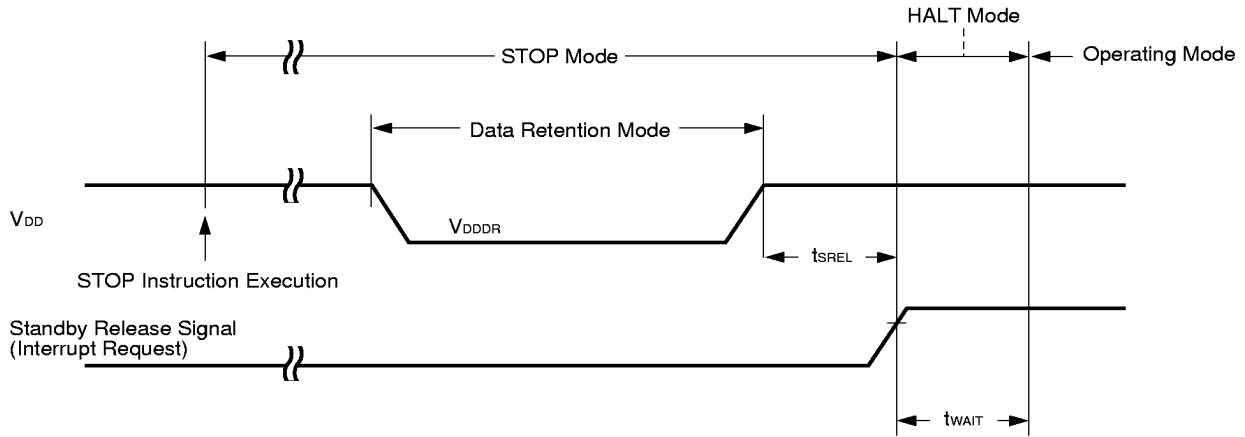 HALT Mode
STOP Mode
Operating Mode
Data Retention Mode
VDD
VDDDR
tSREL
STOP Instruction Execution
Standby Release Signal
(Interrupt Request)
tWAIT